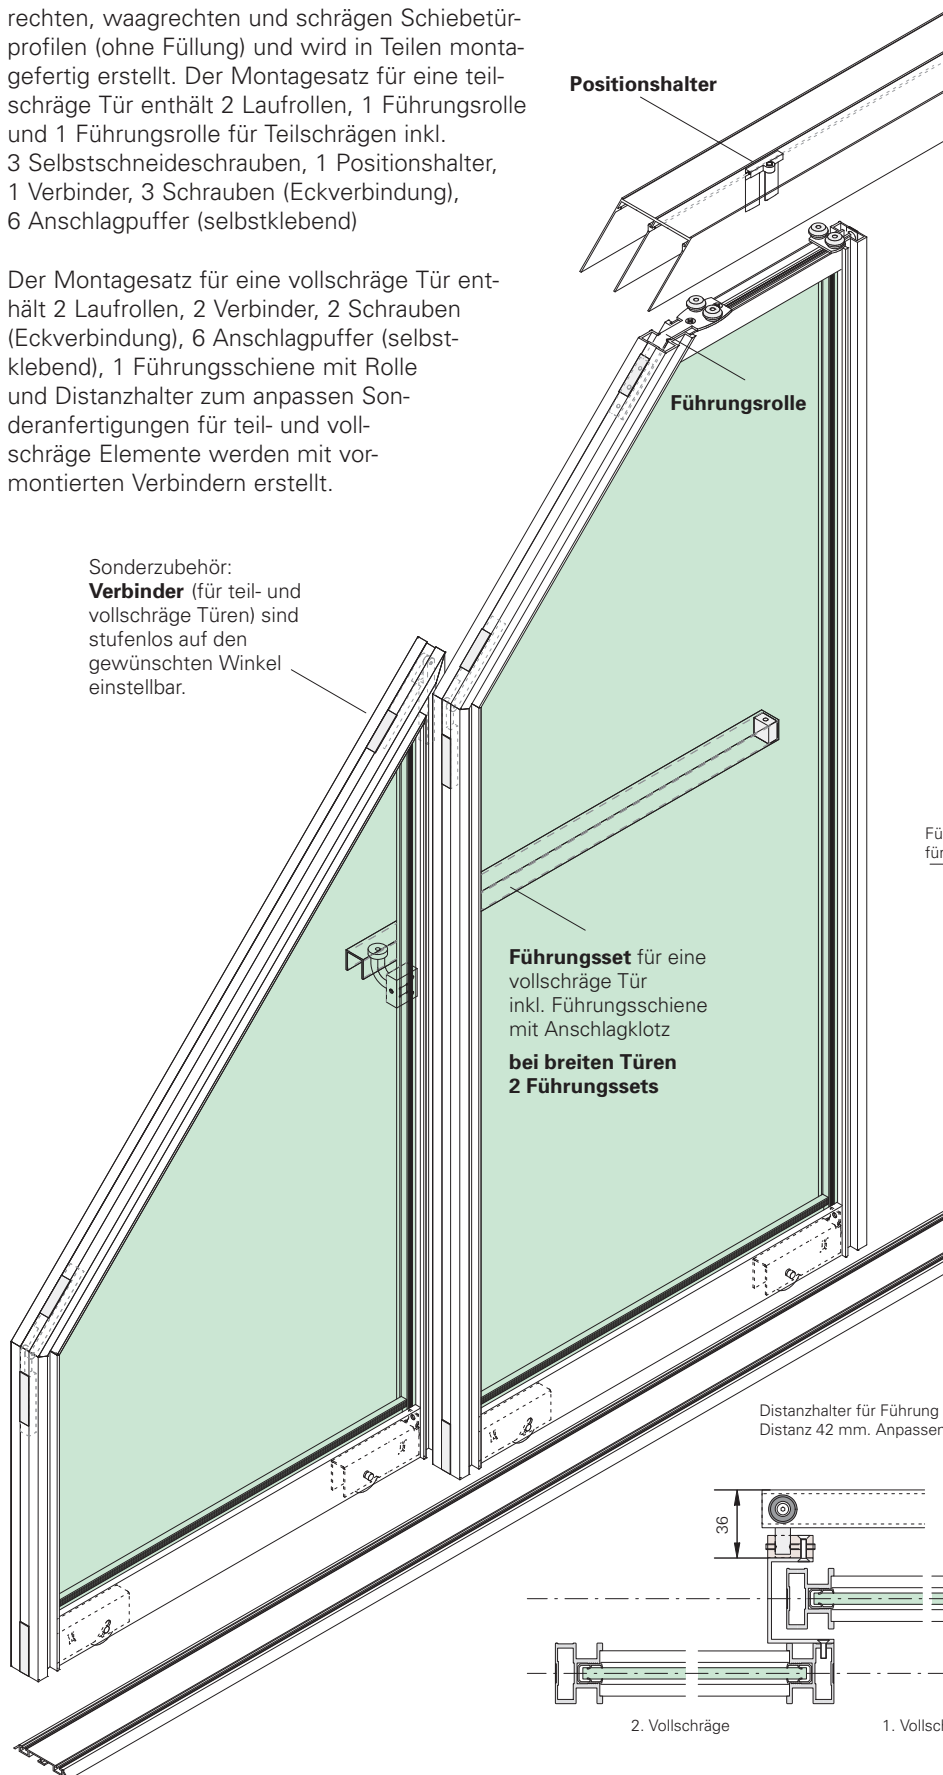 rechten, waagrechten und schrägen Schiebetür-
profilen (ohne Füllung) und wird in Teilen monta-
gefertig erstellt. Der Montagesatz für eine teil-
schräge Tür enthält 2 Laufrollen, 1 Führungsrolle
und 1 Führungsrolle für Teilschrägen inkl.
3 Selbstschneideschrauben, 1 Positionshalter,
1 Verbinder, 3 Schrauben (Eckverbindung),
6 Anschlagpuffer (selbstklebend)
Der Montagesatz für eine vollschräge Tür ent-
hält 2 Laufrollen, 2 Verbinder, 2 Schrauben
(Eckverbindung), 6 Anschlagpuffer (selbst-
klebend), 1 Führungsschiene mit Rolle
und Distanzhalter zum anpassen Son-
deranfertigungen für teil- und voll-
schräge Elemente werden mit vor-
montierten Verbindern erstellt.
Positionshalter
Führungsrolle
Sonderzubehör:
Verbinder (für teil- und
vollschräge Türen) sind
stufenlos auf den
gewünschten Winkel
einstellbar.
Fü
für
Führungsset für eine
vollschräge Tür
inkl. Führungsschiene
mit Anschlagklotz
bei breiten Türen
2 Führungssets
Distanzhalter für Führung
Distanz 42 mm. Anpassen
36
2. Vollschräge
1. Vollsch